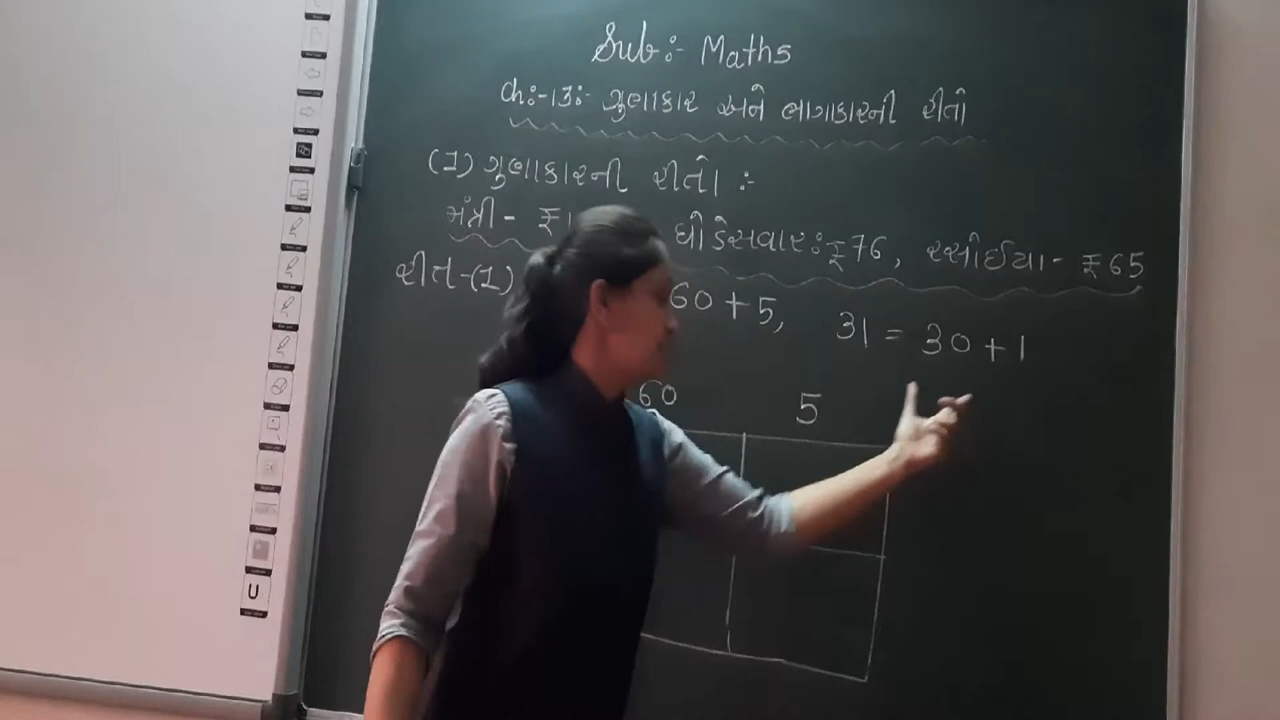 Sub:- Maths
Ch:-13:- ગુણાકાર અને ભાગાકારની રીતો
(1) ગુણાકારની રીતો :-
મંત્રી - ₹1 ઘોડેસવાર: ₹76, રસોઈયા - ₹65
રીત-(1) 60 + 5, 31 = 30 + 1
60 5
U